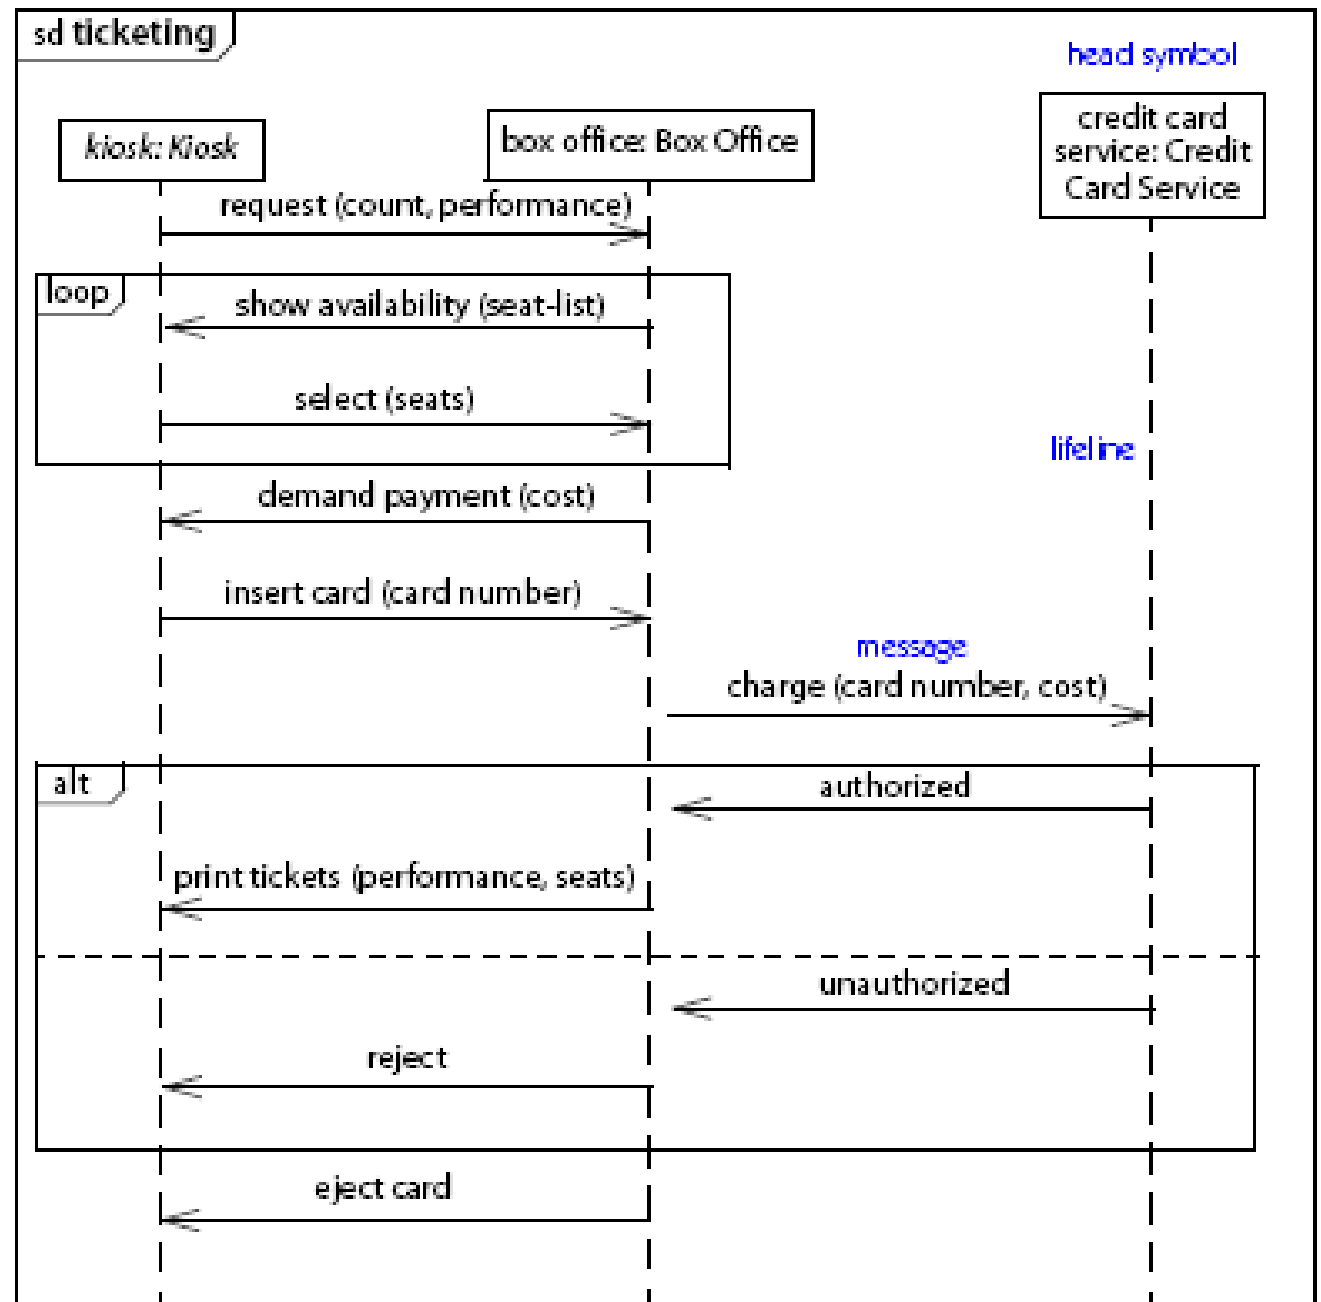 sd ticketing
head symbol
kiosk: Kiosk
box office: Box Office
credit card
service: Credit
Card Service
request (count, performance)
loop
show availability (seat-list)
select (seats)
lifeline
demand payment (cost)
insert card (card number)
message
charge (card number, cost)
alt
authorized
print tickets (performance, seats)
unauthorized
reject
eject card